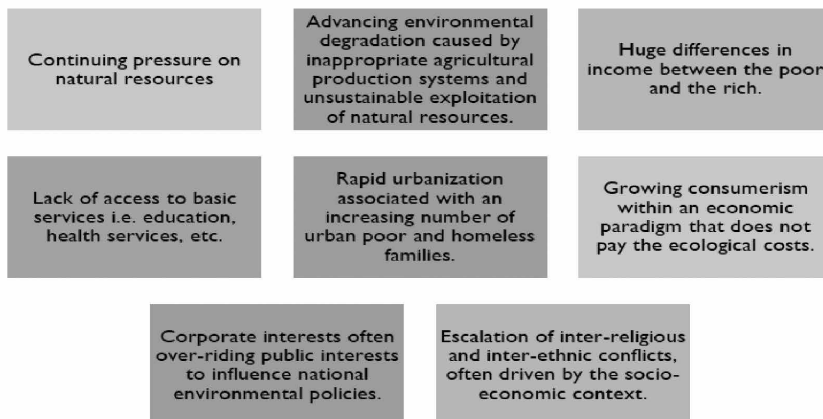 Continuing pressure on
natural resources
Advancing environmental
degradation caused by
inappropriate agricultural
production systems and
unsustainable exploitation
of natural resources.
Huge differences in
income between the poor
and the rich.
Lack of access to basic
services i.e. education,
health services, etc.
Rapid urbanization
associated with an
increasing number of
urban poor and homeless
families.
Growing consumerism
within an economic
paradigm that does not
pay the ecological costs.
Corporate interests often
over-riding public interests
to influence national
environmental policies.
Escalation of inter-religious
and inter-ethnic conflicts,
often driven by the socio-
economic context.